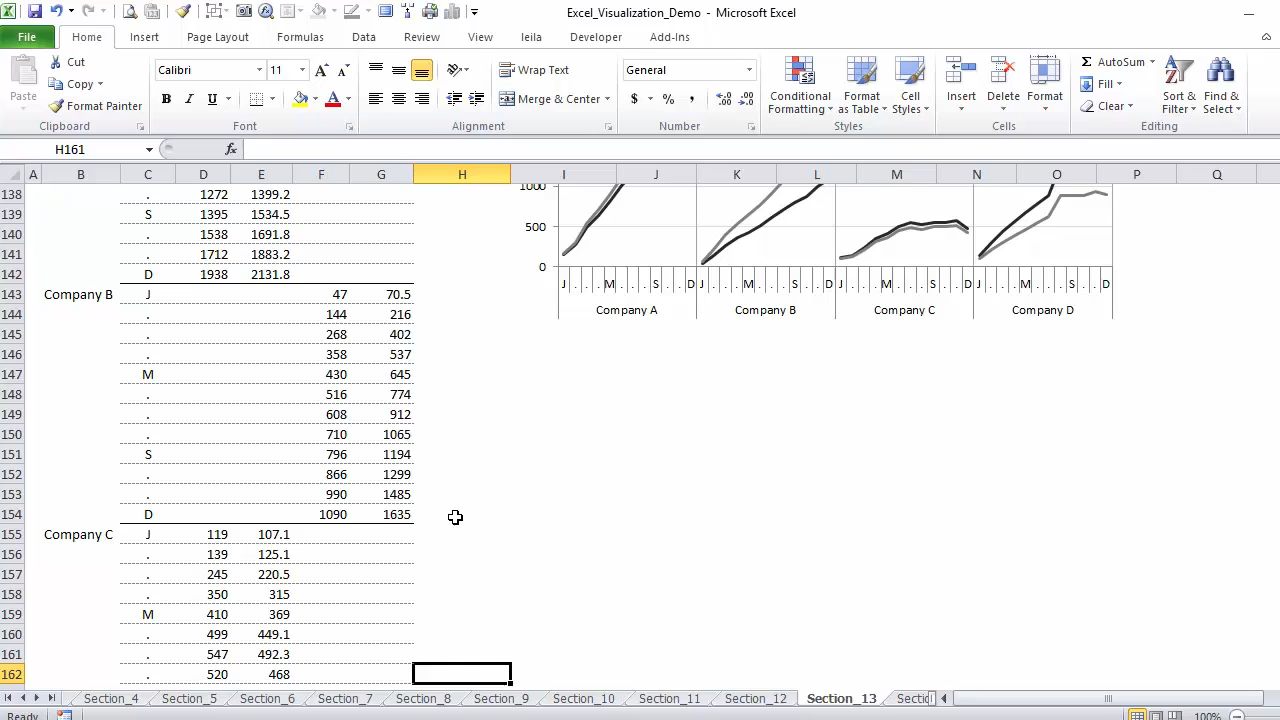 Excel_Visualization_Demo - Microsoft Excel
File Home Insert Page Layout Formulas Data Review View leila Developer Add-Ins
Paste
Cut
Copy
Format Painter
Clipboard
Calibri 11
B I U
Font
Wrap Text
Merge & Center
Alignment
General
$ % ,
Number
Conditional Formatting
Format as Table
Cell Styles
Styles
Insert Delete Format
Cells
AutoSum
Fill
Clear
Sort & Filter
Find & Select
Editing
H161 fx
A B C D E F G H I J K L M N O P Q
138 . 1272 1399.2
139 S 1395 1534.5
140 . 1538 1691.8
141 . 1712 1883.2
142 D 1938 2131.8
143 Company B J 47 70.5
144 . 144 216
145 . 268 402
146 . 358 537
147 M 430 645
148 . 516 774
149 . 608 912
150 . 710 1065
151 S 796 1194
152 . 866 1299
153 . 990 1485
154 D 1090 1635
155 Company C J 119 107.1
156 . 139 125.1
157 . 245 220.5
158 . 350 315
159 M 410 369
160 . 499 449.1
161 . 547 492.3
162 . 520 468
1000
500
0
J . . . M . . . S . . D J . . . M . . . S . . D J . . . M . . . S . . D J . . . M . . . S . . D
Company A Company B Company C Company D
Section_4 Section_5 Section_6 Section_7 Section_8 Section_9 Section_10 Section_11 Section_12 Section_13
Ready 100%